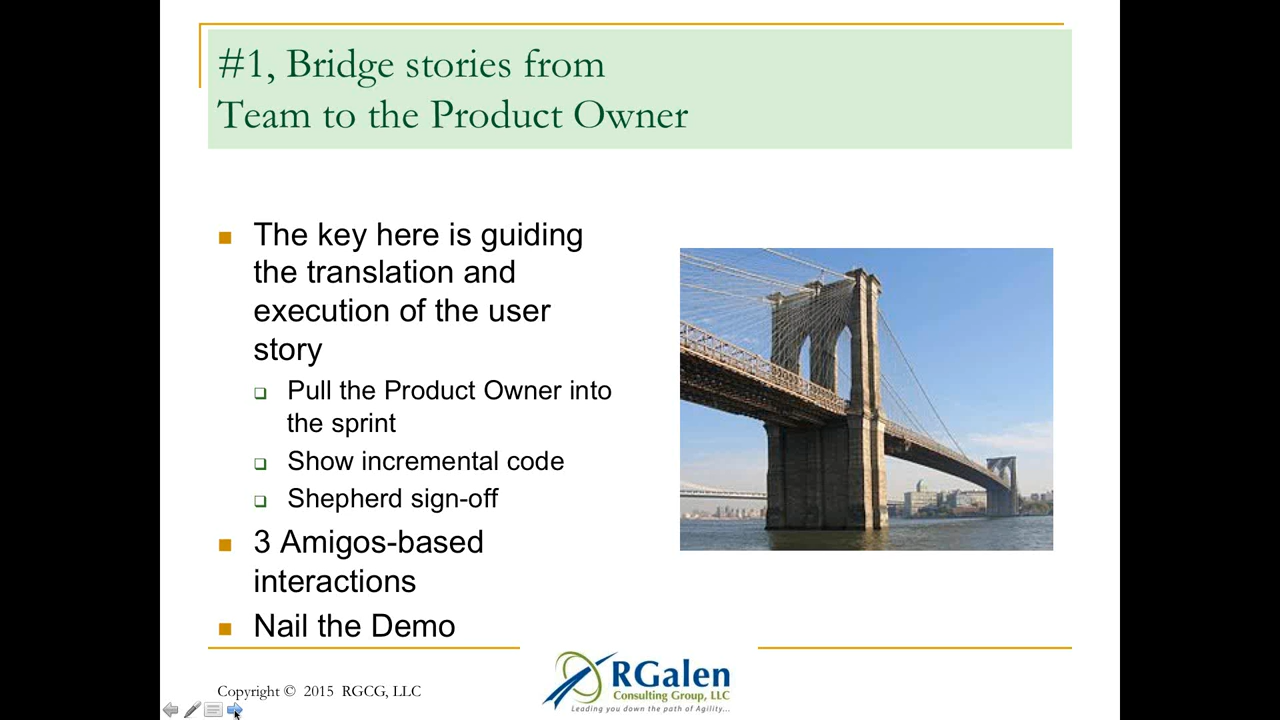 #1, Bridge stories from
Team to the Product Owner
The key here is guiding
the translation and
execution of the user
story
Pull the Product Owner into
the sprint
Show incremental code
Shepherd sign-off
3 Amigos-based
interactions
Nail the Demo
Copyright © 2015 RGCG, LLC
RGalen
Consulting Group, LLC
Leading you down the path of Agility...